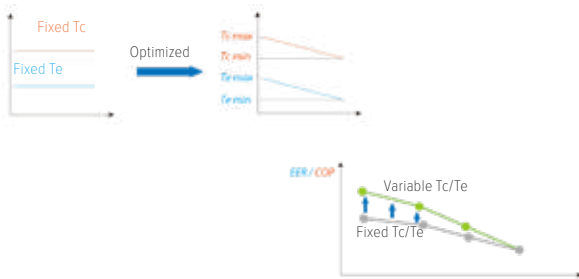 Fixed Tc
Fixed Te
Optimized
Tc max
Tc min
Te max
Te min
EER / COP
Variable Tc/Te
Fixed Tc/Te